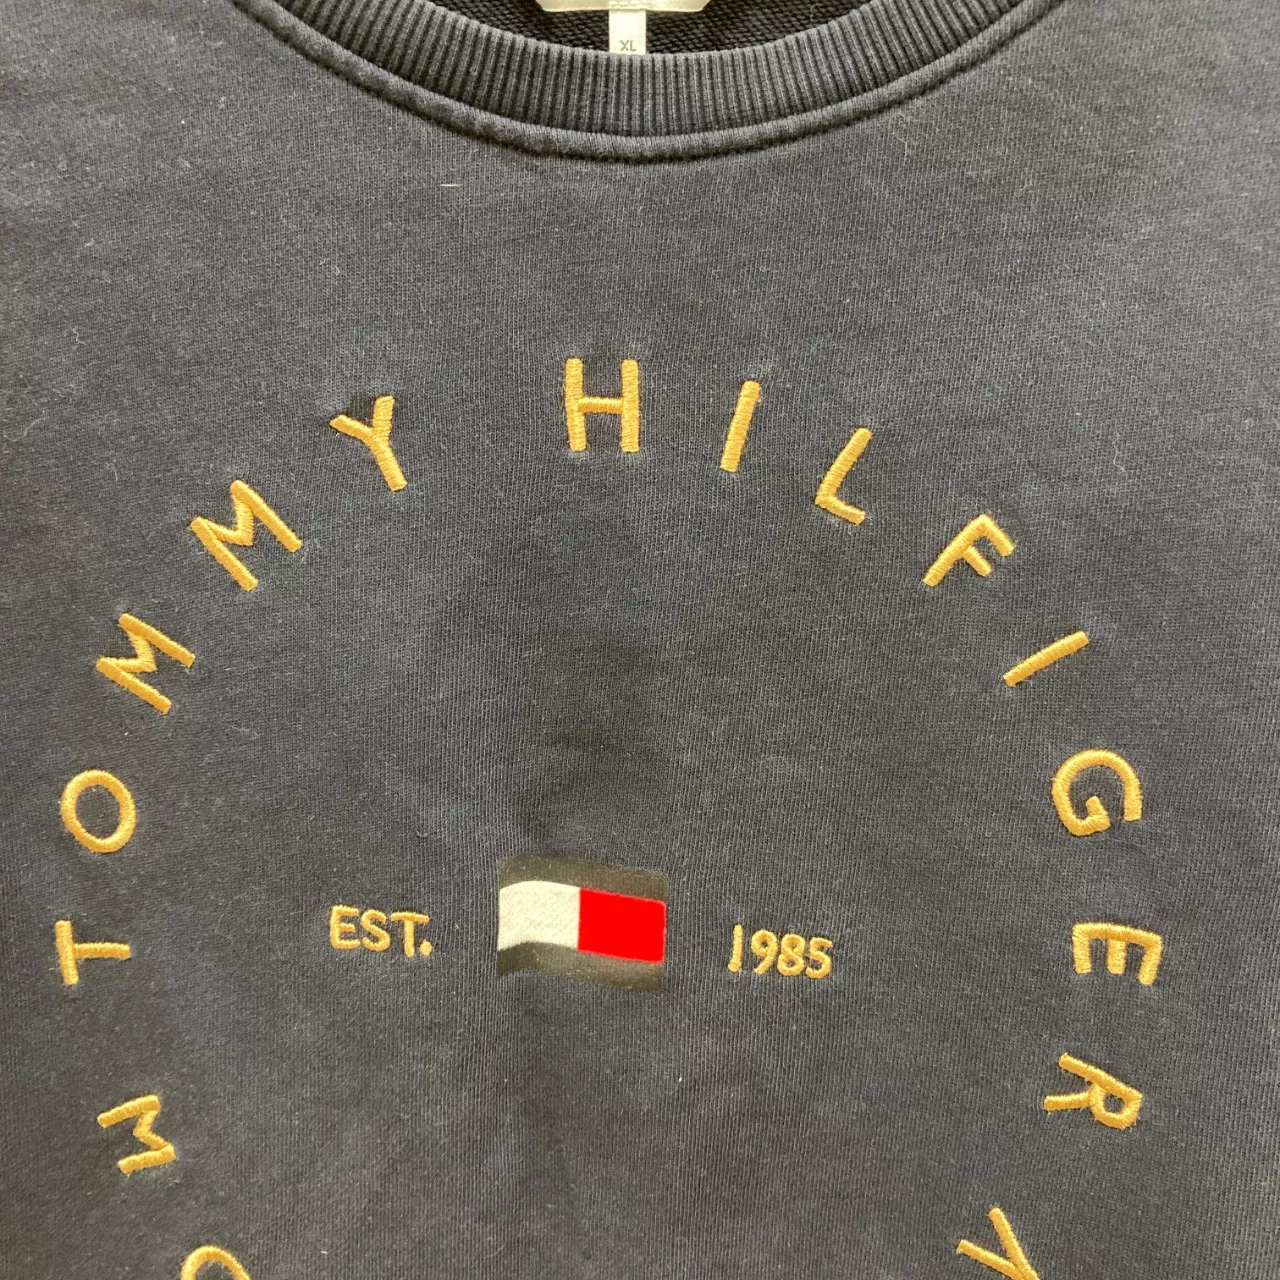 XL
TOMMY HILFIGER
EST. 1985